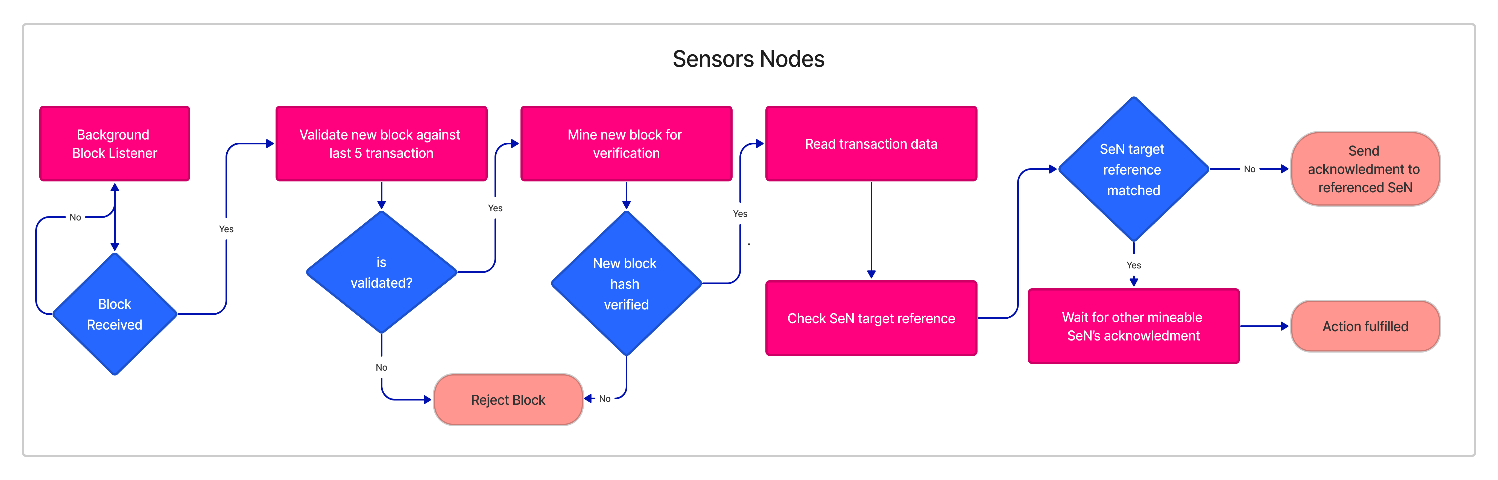 Sensors Nodes
Background
Block Listener
No
Block
Received
Yes
Validate new block against
last 5 transaction
is
validated?
No
Yes
Mine new block for
verification
New block
hash
verified
No
Reject Block
Yes
.
Read transaction data
Check SeN target reference
SeN target
reference
matched
No
Send
acknowledment to
referenced SeN
Yes
Wait for other mineable
SeN's acknowledment
Action fulfilled